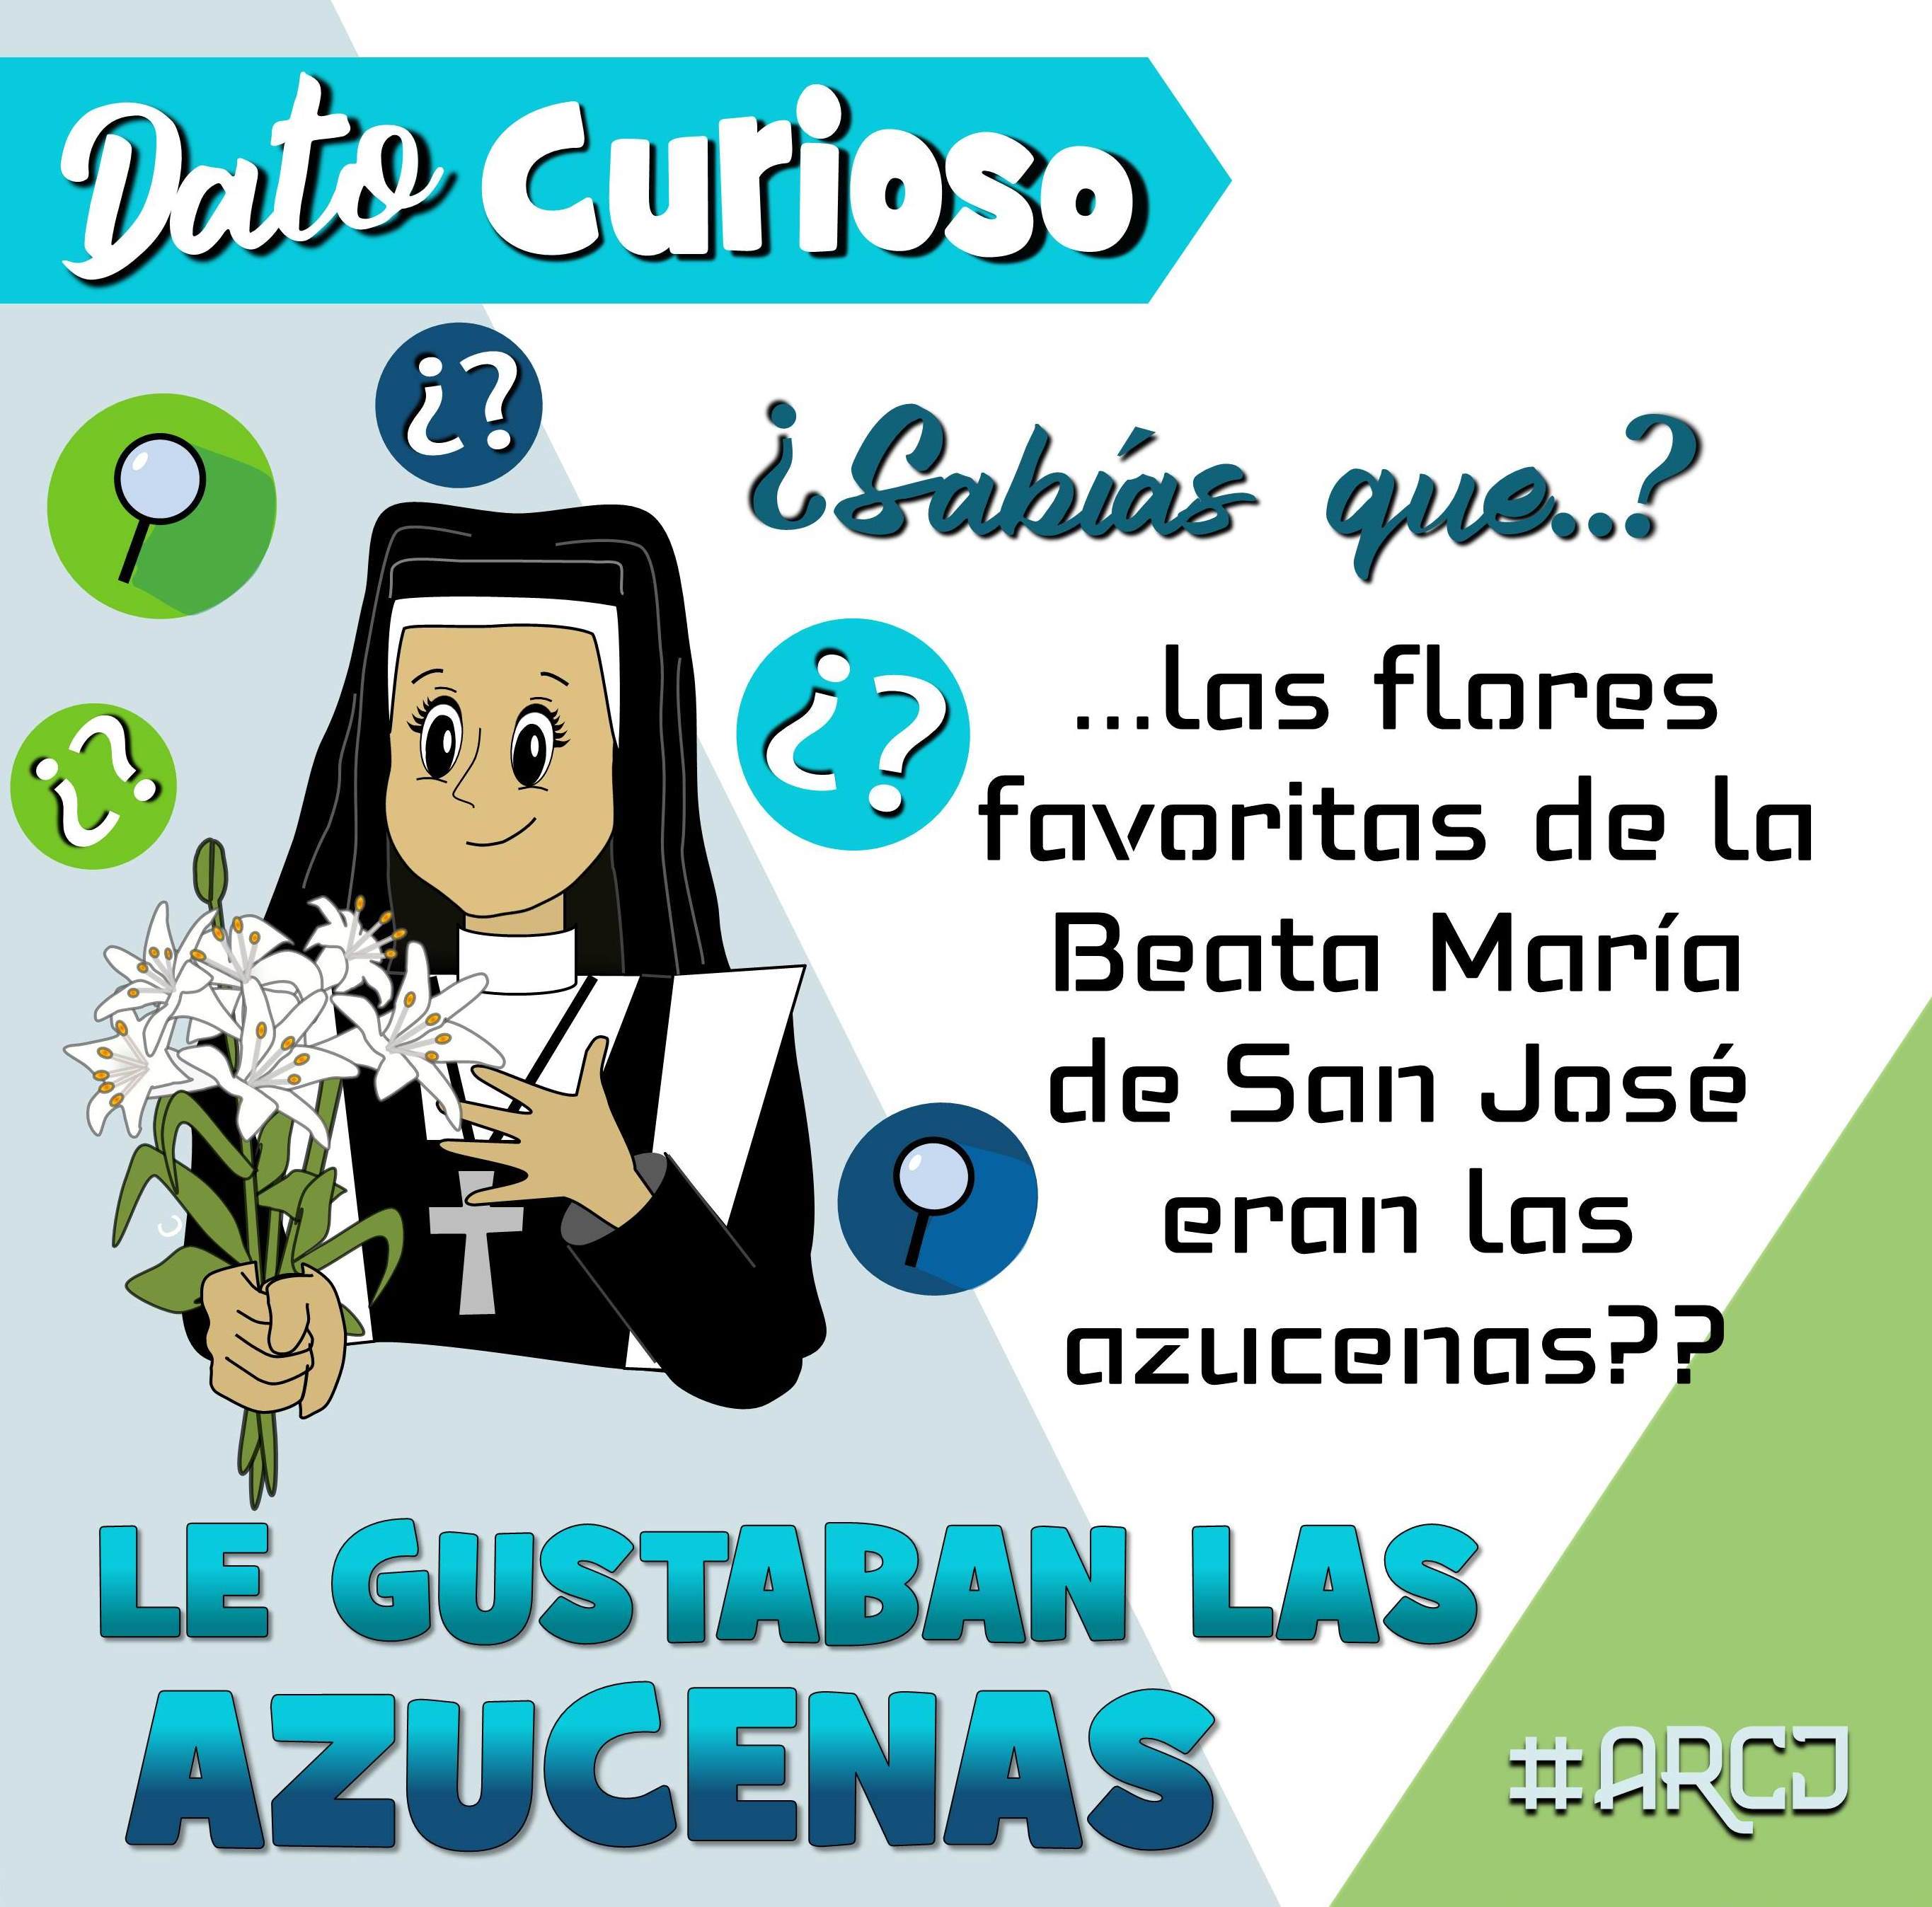 Dato Curioso
¿?
¿Sabías que...?
¿?
¿?
...las flores
favoritas de la
Beata María
de San José
eran las
azucenas??
LE GUSTABAN LAS
AZUCENAS
#ARCJ